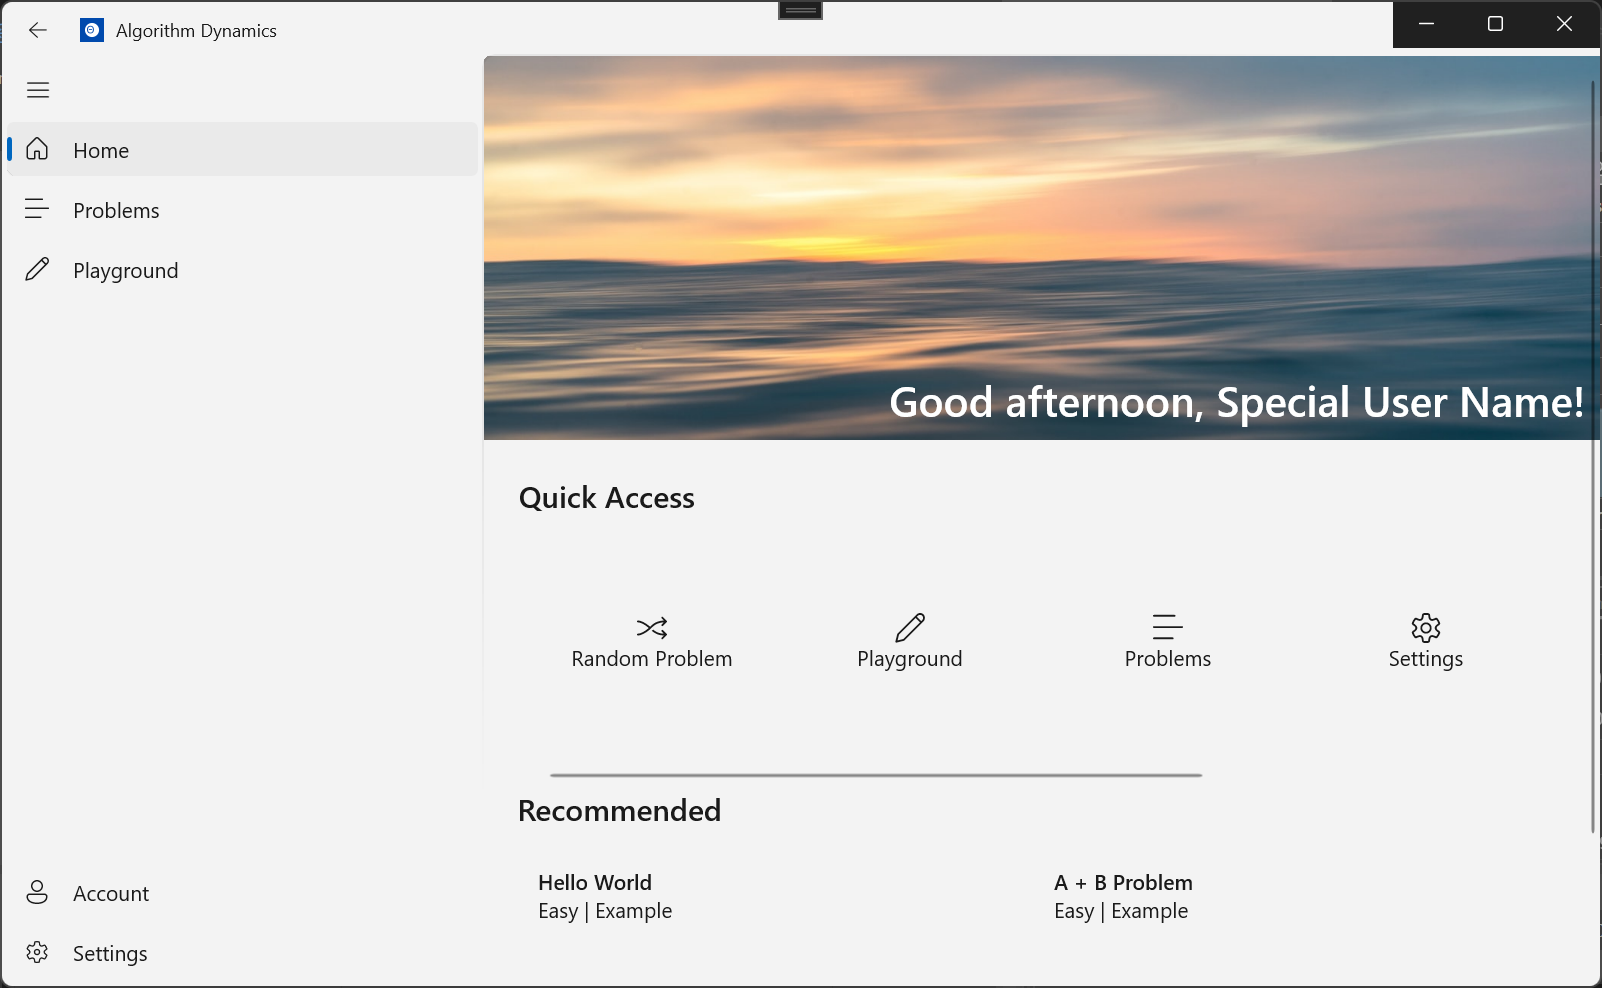 Algorithm Dynamics
Home
Problems
Playground
Account
Settings
Good afternoon, Special User Name!
Quick Access
Random Problem
Playground
Problems
Settings
Recommended
Hello World
Easy | Example
A + B Problem
Easy | Example